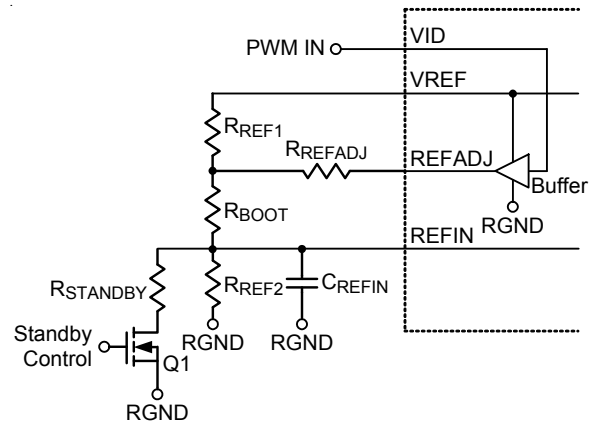 VID
PWM IN
VREF
RREF1
RREFADJ
REFADJ
Buffer
RBOOT
RGND
REFIN
RSTANDBY
RREF2
CREFIN
Standby
Control
RGND
RGND
Q1
RGND